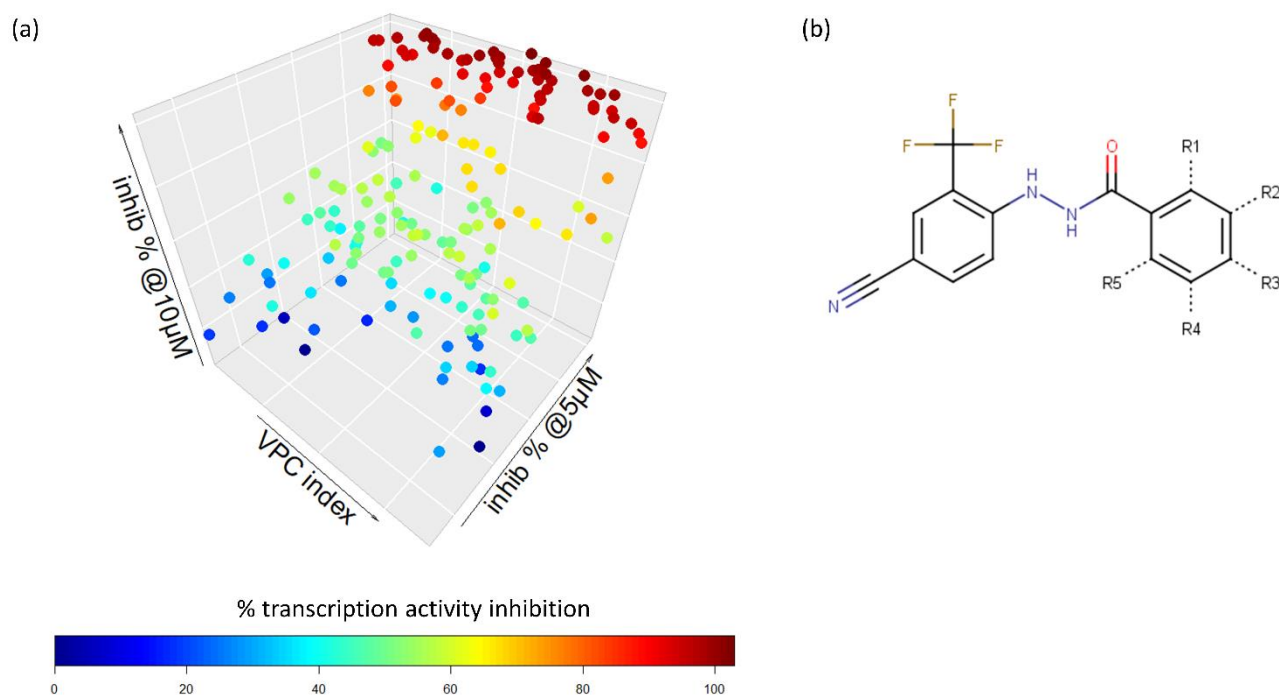 (a)
(b)
inhib % @10µM
VPC index
inhib % @5µM
% transcription activity inhibition
0 20 40 60 80 100
F
F F
O
R1
H
N
R2
N
H
R5
R3
N
R4